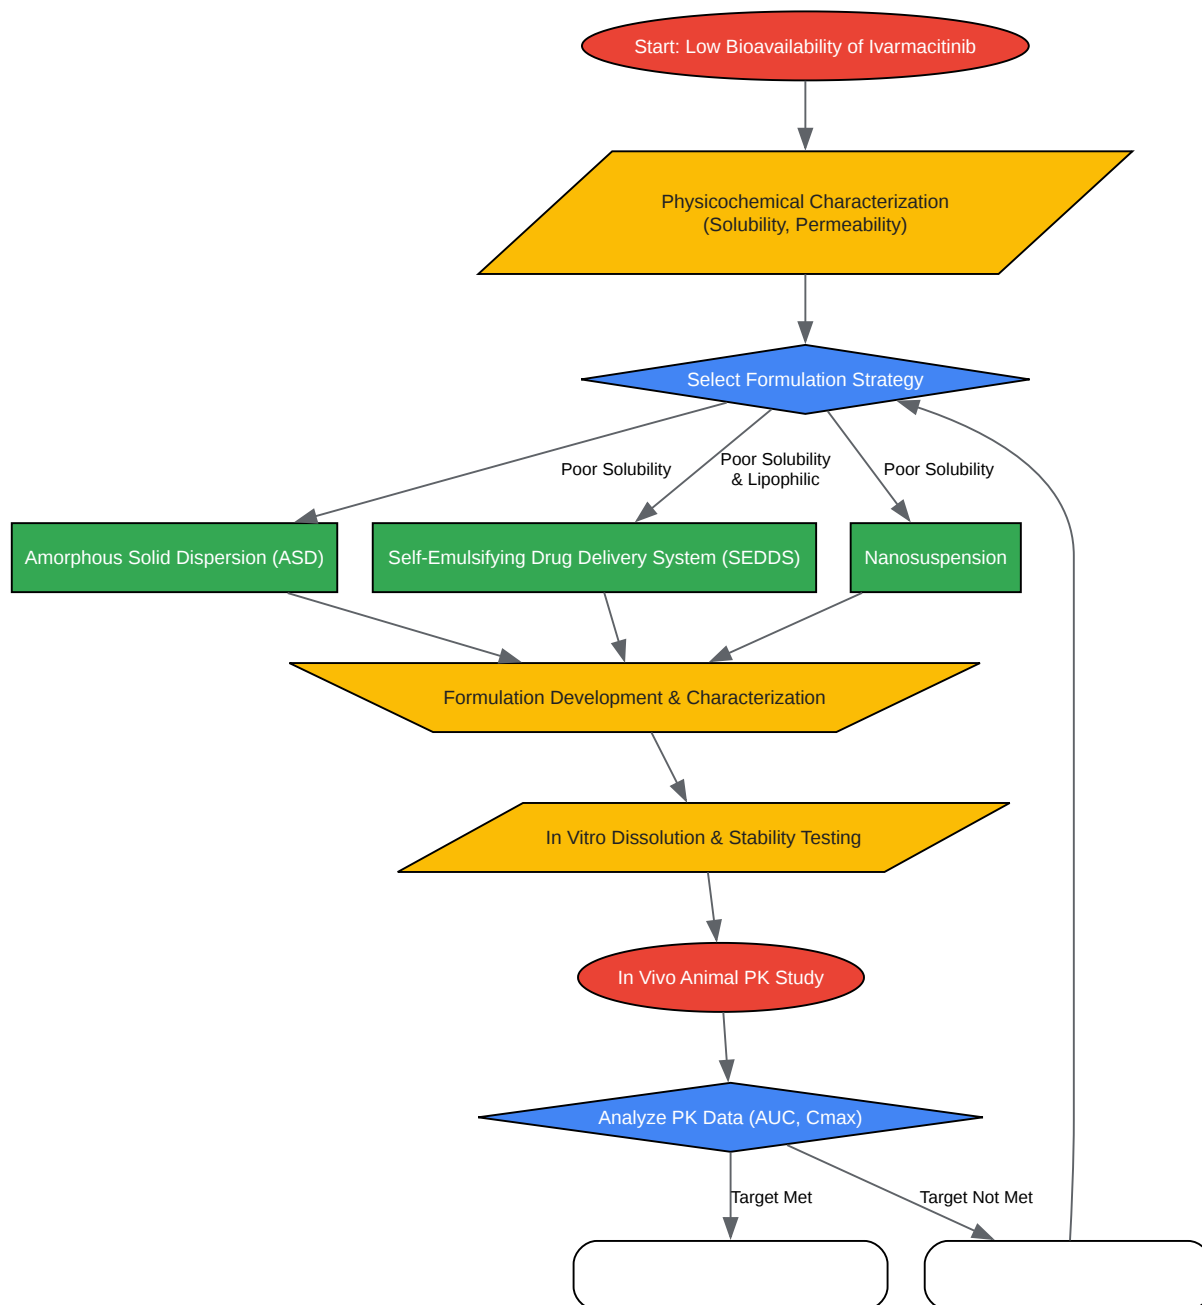 Start: Low Bioavailability of Ivarmacitinib
Physicochemical Characterization
(Solubility, Permeability)
Select Formulation Strategy
Poor Solubility
Poor Solubility
& Lipophilic
Poor Solubility
Amorphous Solid Dispersion (ASD)
Self-Emulsifying Drug Delivery System (SEDDS)
Nanosuspension
Formulation Development & Characterization
In Vitro Dissolution & Stability Testing
In Vivo Animal PK Study
Analyze PK Data (AUC, Cmax)
Target Met
Target Not Met